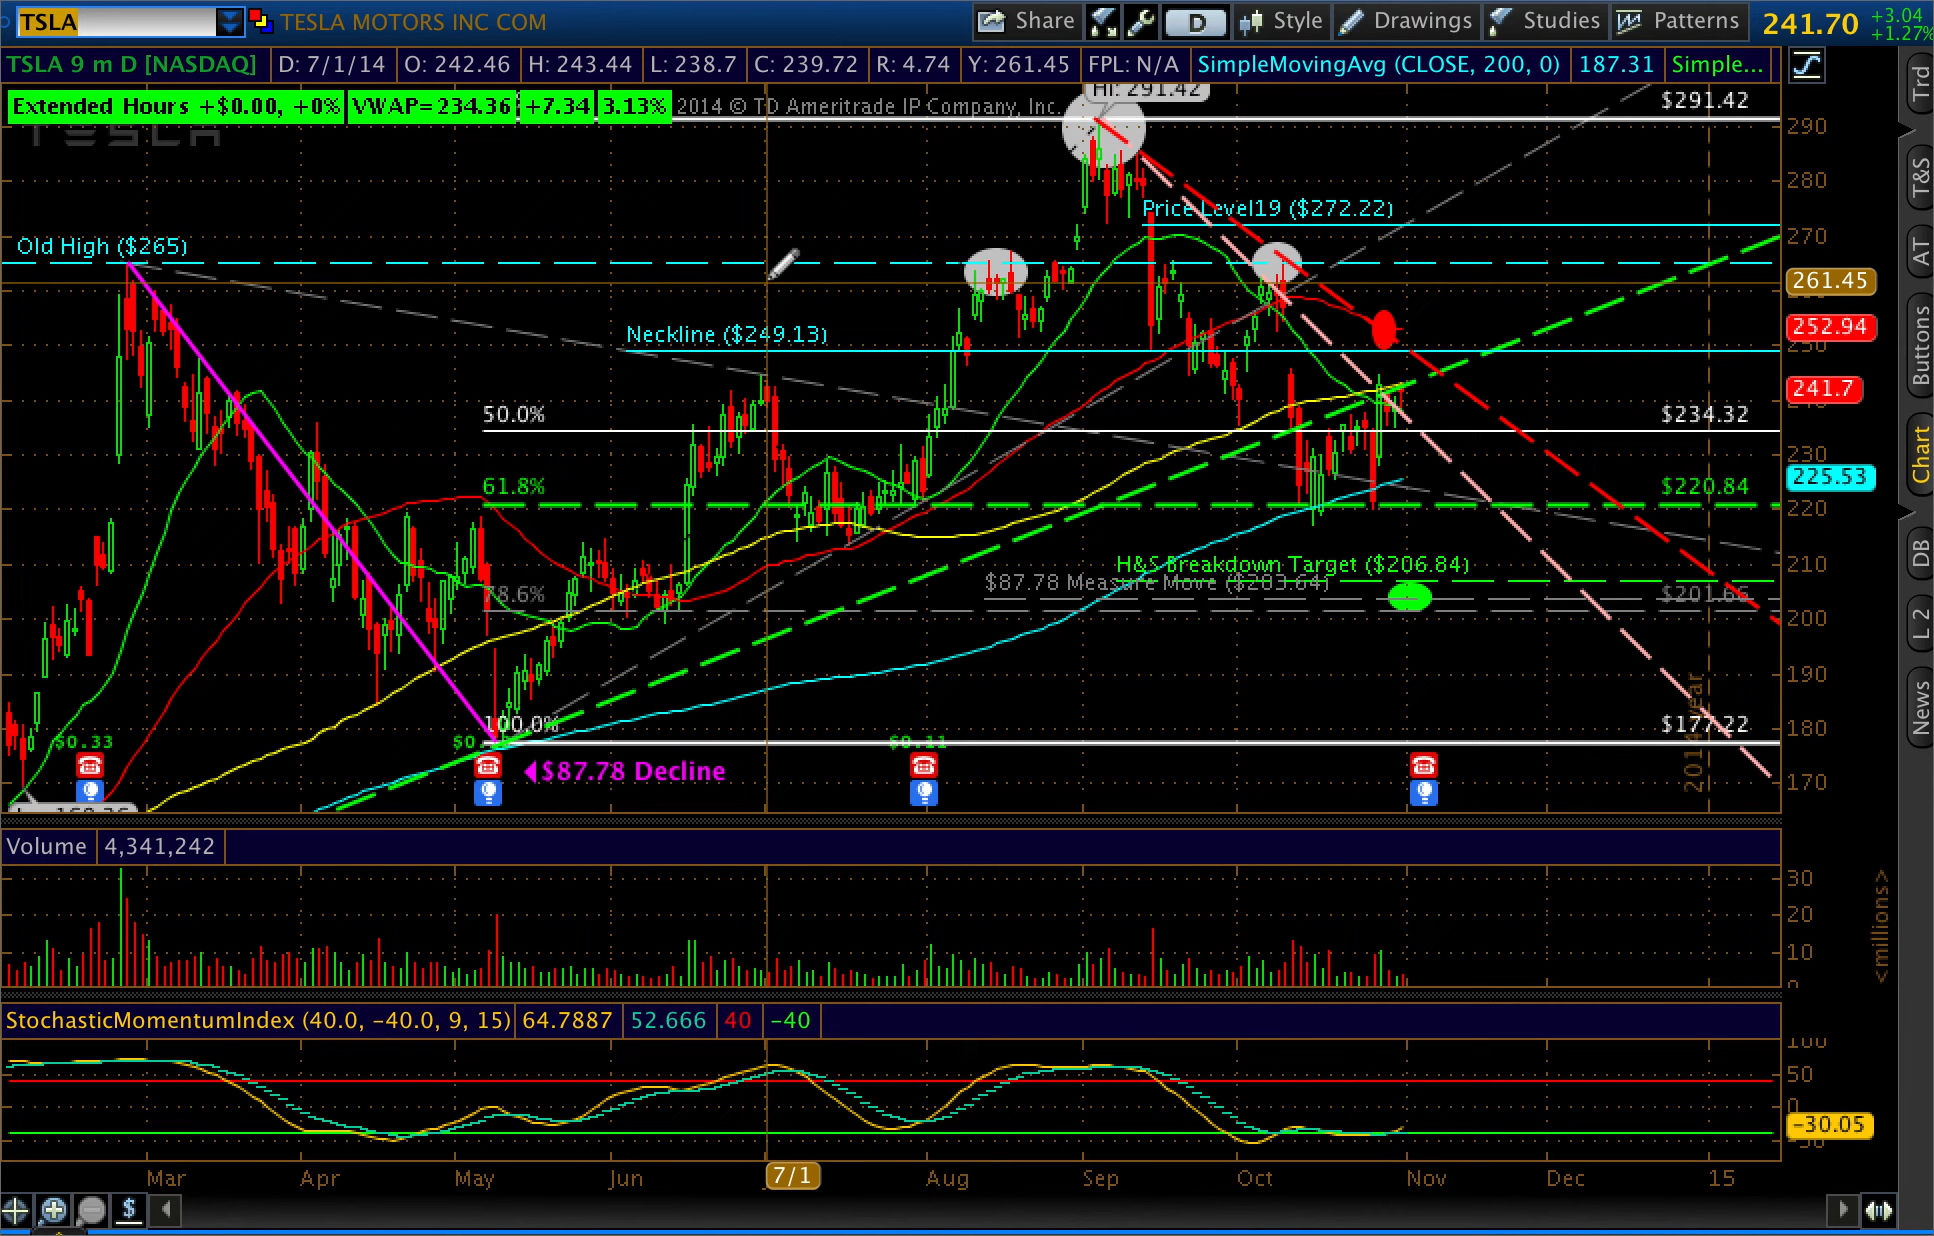 TSLA TESLA MOTORS INC COM Share D Style Drawings Studies Patterns 241.70 +3.04
+1.27%
TSLA 9 m D [NASDAQ] D: 7/1/14 O: 242.46 H: 243.44 L: 238.7 C: 239.72 R: 4.74 Y: 261.45 FPL: N/A SimpleMovingAvg (CLOSE, 200, 0) 187.31 Simple...
Extended Hours +$0.00, +0% VWAP=234.36 +7.34 3.13% 2014 © TD Ameritrade IP Company, Inc.
TESLA
Hi: 291.42
$291.42
290
280
Price Level19 ($272.22)
270
Old High ($265)
261.45
252.94
Neckline ($249.13)
250
241.7
50.0%
$234.32
230
225.53
61.8%
$220.84
220
H&S Breakdown Target ($206.84)
210
$87.78 Measure Move ($203.64)
78.6%
$201.66
200
190
2015 year
100.0%
$177.22
180
$0.33
$0.11
$87.78 Decline
170
Volume 4,341,242
30
20
10
<millions>
StochasticMomentumIndex (40.0, -40.0, 9, 15) 64.7887 52.666 40 -40
100
50
0
-30.05
-50
Mar Apr May Jun 7/1 Aug Sep Oct Nov Dec 15
$
Trd
T&S
AT
Buttons
Chart
DB
L 2
News